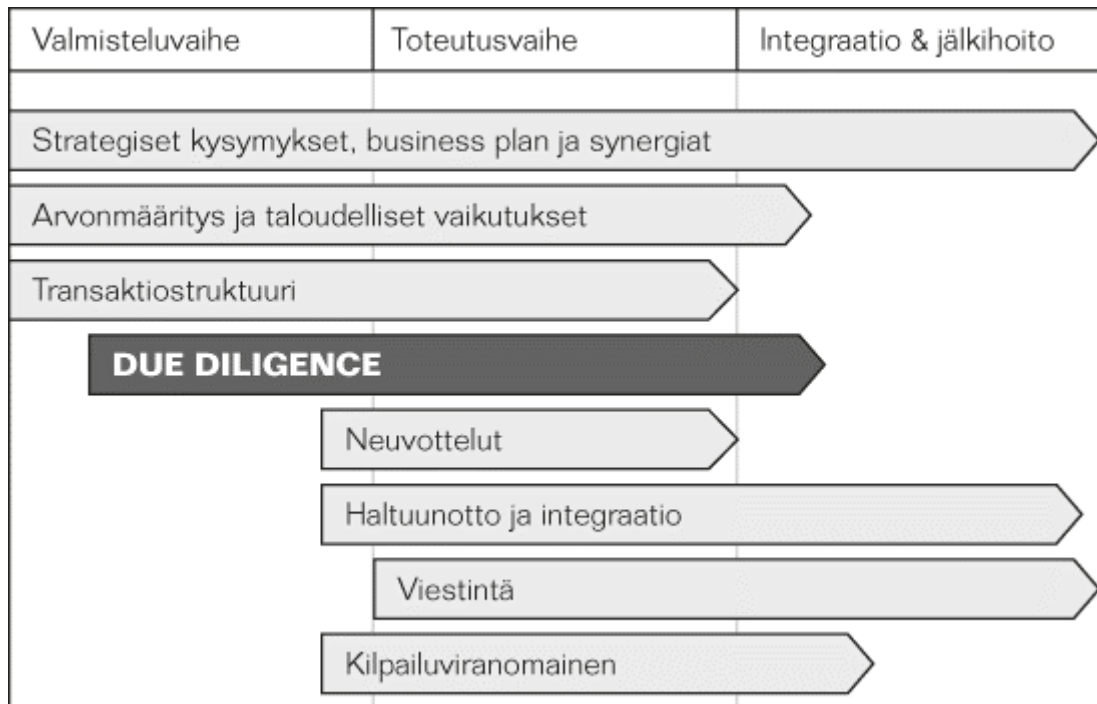 Valmisteluvaihe
Toteutusvaihe
Integraatio & jälkihoito
Strategiset kysymykset, business plan ja synergiat
Arvonmääritys ja taloudelliset vaikutukset
Transaktiostruktuuri
DUE DILIGENCE
Neuvottelut
Haltuunotto ja integraatio
Viestintä
Kilpailuviranomainen